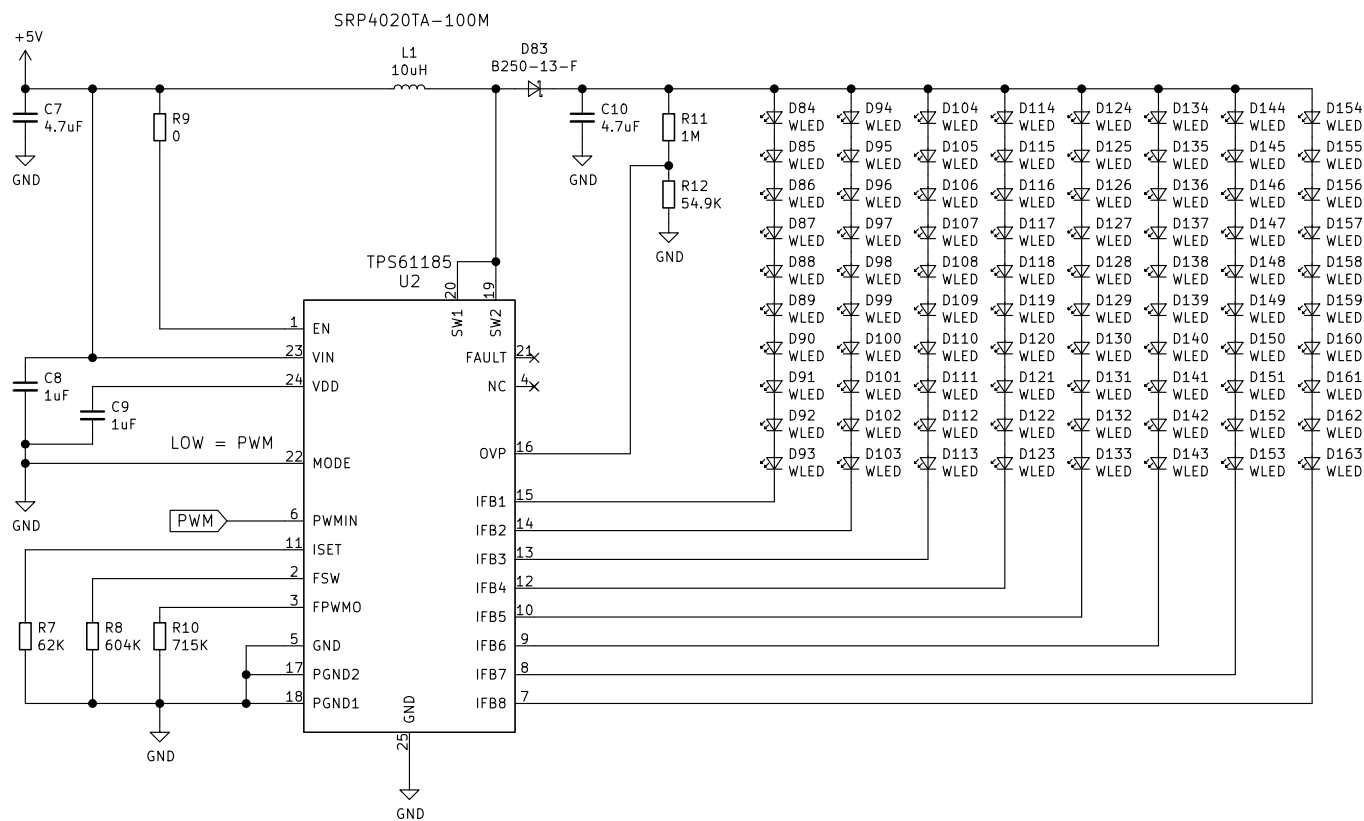 SRP4020TA-100M
+5V
L1
10uH
D83
B250-13-F
C7
4.7uF
GND
R9
0
C10
4.7uF
GND
R11
1M
R12
54.9K
GND
D84
WLED
D94
WLED
D104
WLED
D114
WLED
D124
WLED
D134
WLED
D144
WLED
D154
WLED
D85
WLED
D95
WLED
D105
WLED
D115
WLED
D125
WLED
D135
WLED
D145
WLED
D155
WLED
D86
WLED
D96
WLED
D106
WLED
D116
WLED
D126
WLED
D136
WLED
D146
WLED
D156
WLED
D87
WLED
D97
WLED
D107
WLED
D117
WLED
D127
WLED
D137
WLED
D147
WLED
D157
WLED
D88
WLED
D98
WLED
D108
WLED
D118
WLED
D128
WLED
D138
WLED
D148
WLED
D158
WLED
D89
WLED
D99
WLED
D109
WLED
D119
WLED
D129
WLED
D139
WLED
D149
WLED
D159
WLED
D90
WLED
D100
WLED
D110
WLED
D120
WLED
D130
WLED
D140
WLED
D150
WLED
D160
WLED
D91
WLED
D101
WLED
D111
WLED
D121
WLED
D131
WLED
D141
WLED
D151
WLED
D161
WLED
D92
WLED
D102
WLED
D112
WLED
D122
WLED
D132
WLED
D142
WLED
D152
WLED
D162
WLED
D93
WLED
D103
WLED
D113
WLED
D123
WLED
D133
WLED
D143
WLED
D153
WLED
D163
WLED
TPS61185
U2
20
19
SW1
SW2
1
EN
23
VIN
24
VDD
22
MODE
6
PWMIN
11
ISET
2
FSW
3
FPWMO
5
GND
17
PGND2
18
PGND1
FAULT
21
NC
4
OVP
16
IFB1
15
IFB2
14
IFB3
13
IFB4
12
IFB5
10
IFB6
9
IFB7
8
IFB8
7
GND
25
GND
C8
1uF
C9
1uF
LOW = PWM
GND
PWM
R7
62K
R8
604K
R10
715K
GND